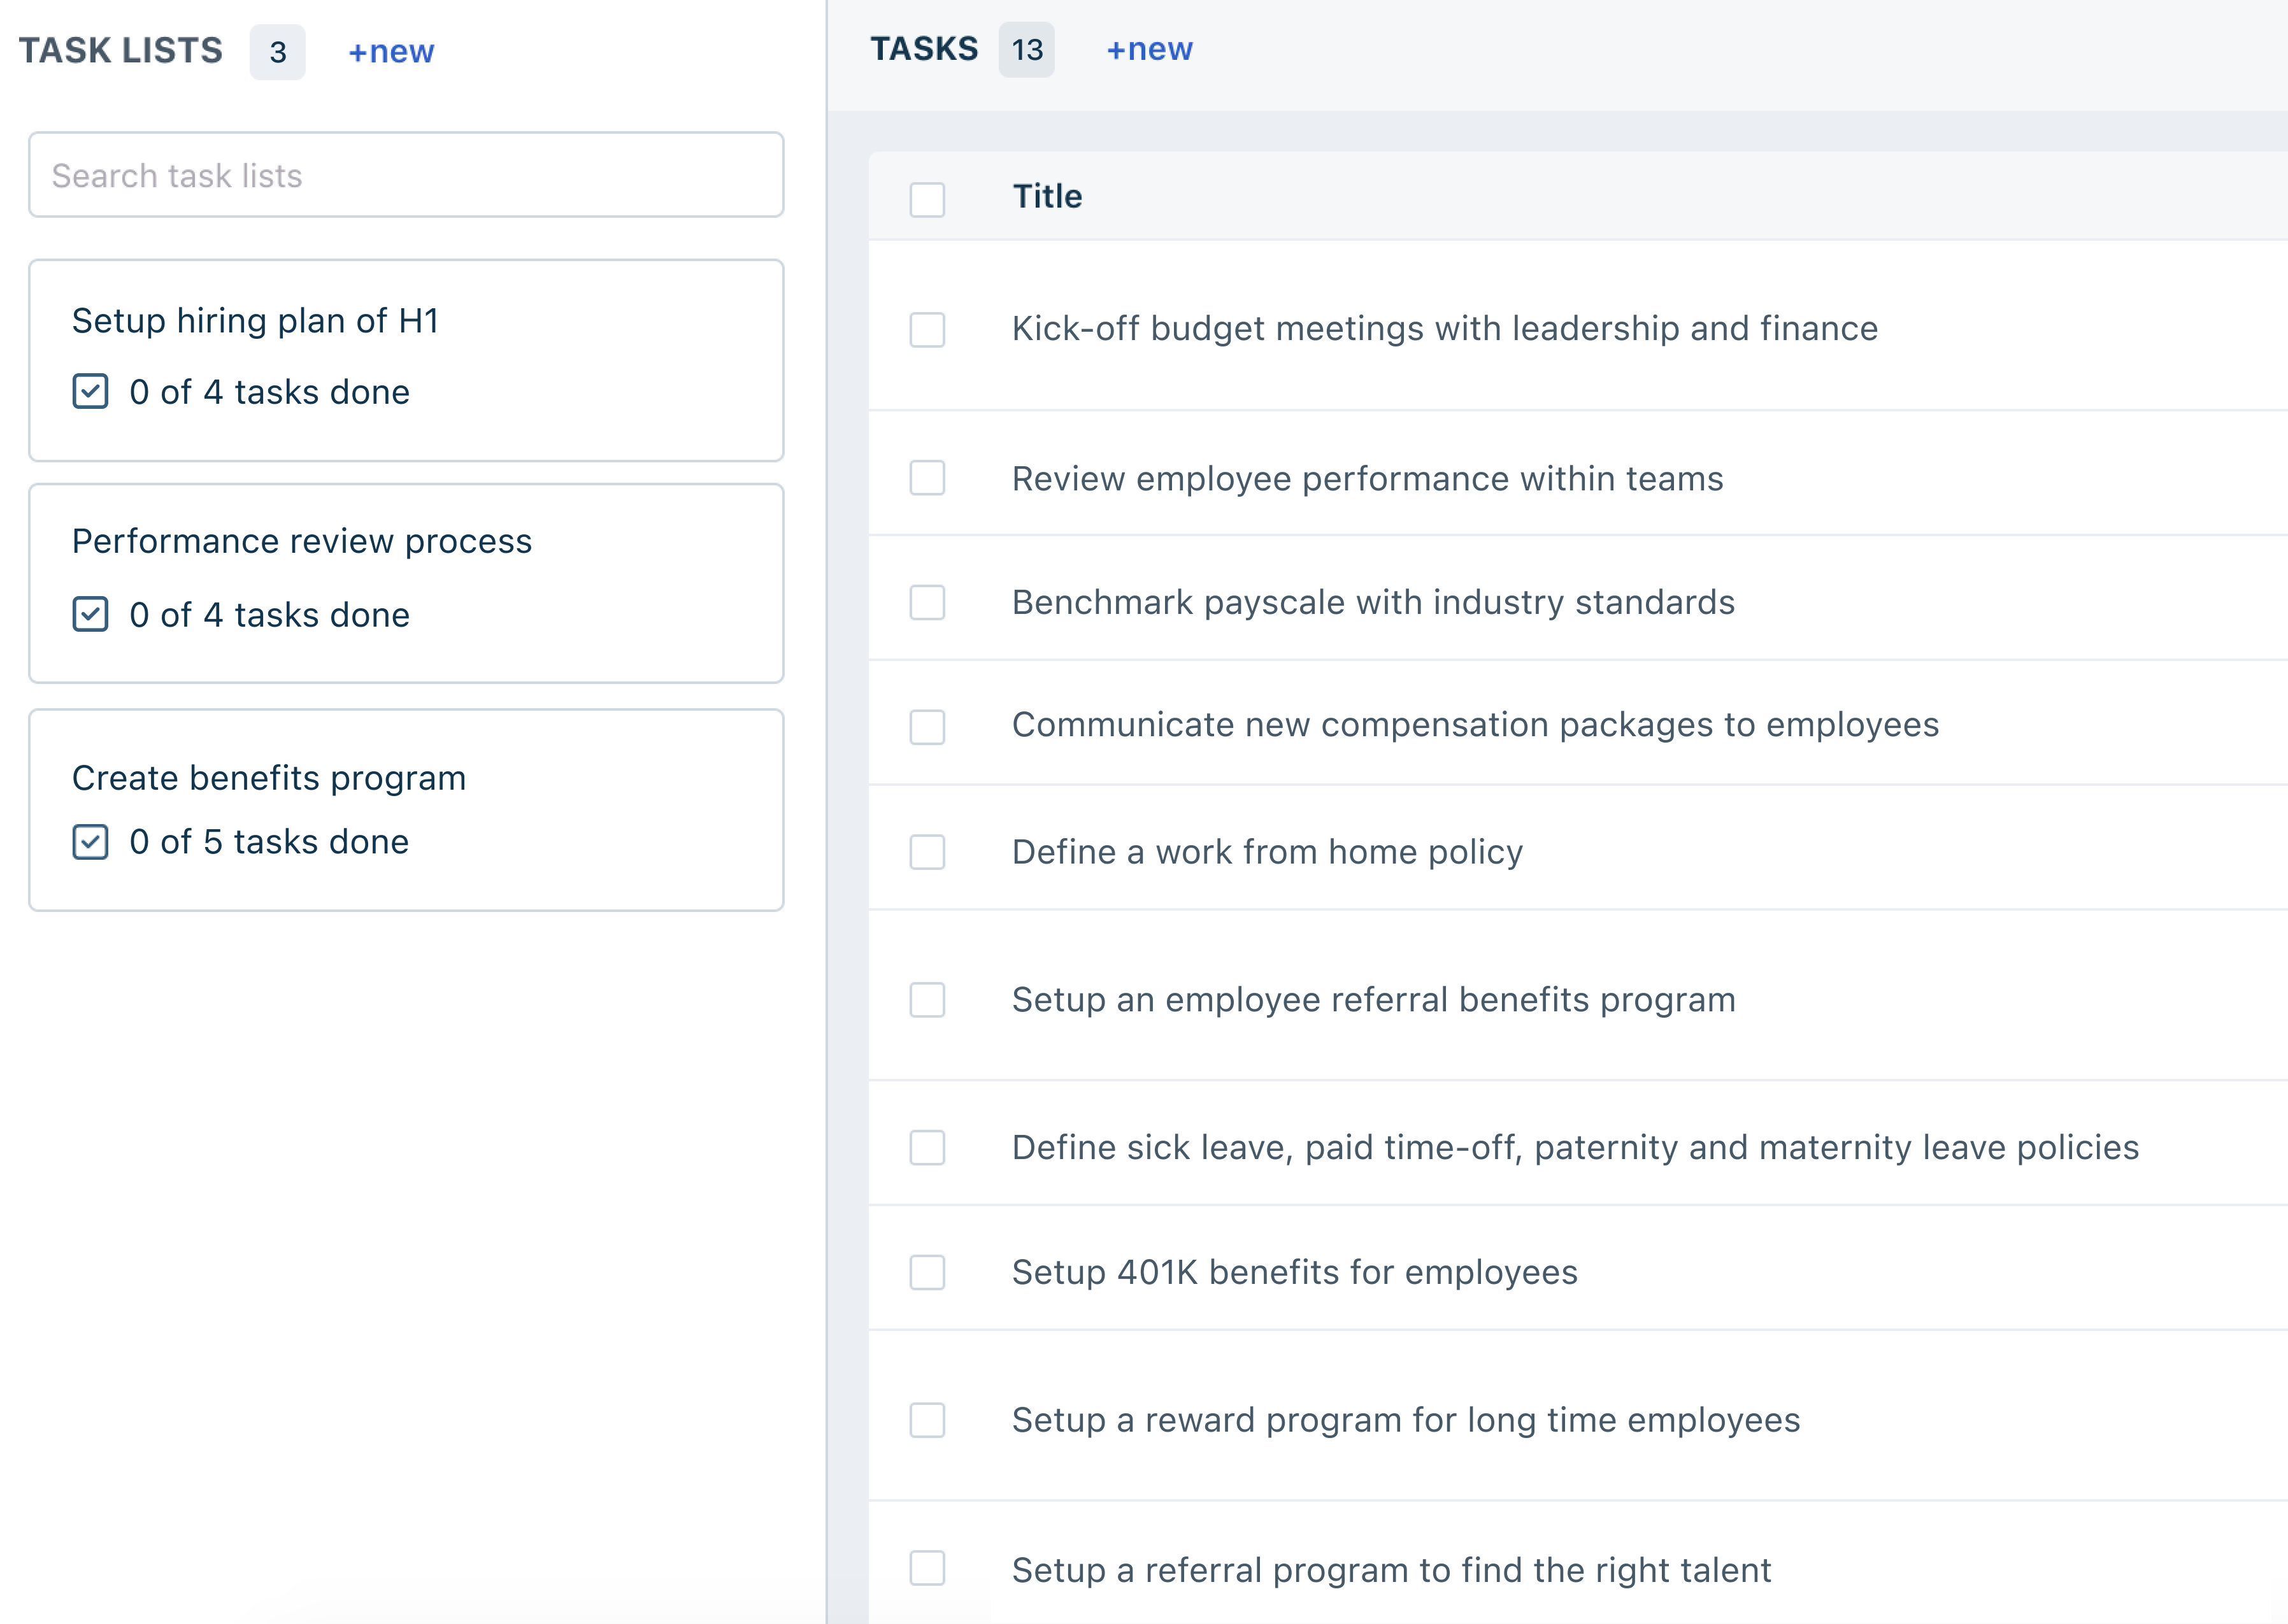 TASK LISTS 3 +new
Search task lists
Setup hiring plan of H1
0 of 4 tasks done
Performance review process
0 of 4 tasks done
Create benefits program
0 of 5 tasks done
TASKS 13 +new
Title
Kick-off budget meetings with leadership and finance
Review employee performance within teams
Benchmark payscale with industry standards
Communicate new compensation packages to employees
Define a work from home policy
Setup an employee referral benefits program
Define sick leave, paid time-off, paternity and maternity leave policies
Setup 401K benefits for employees
Setup a reward program for long time employees
Setup a referral program to find the right talent